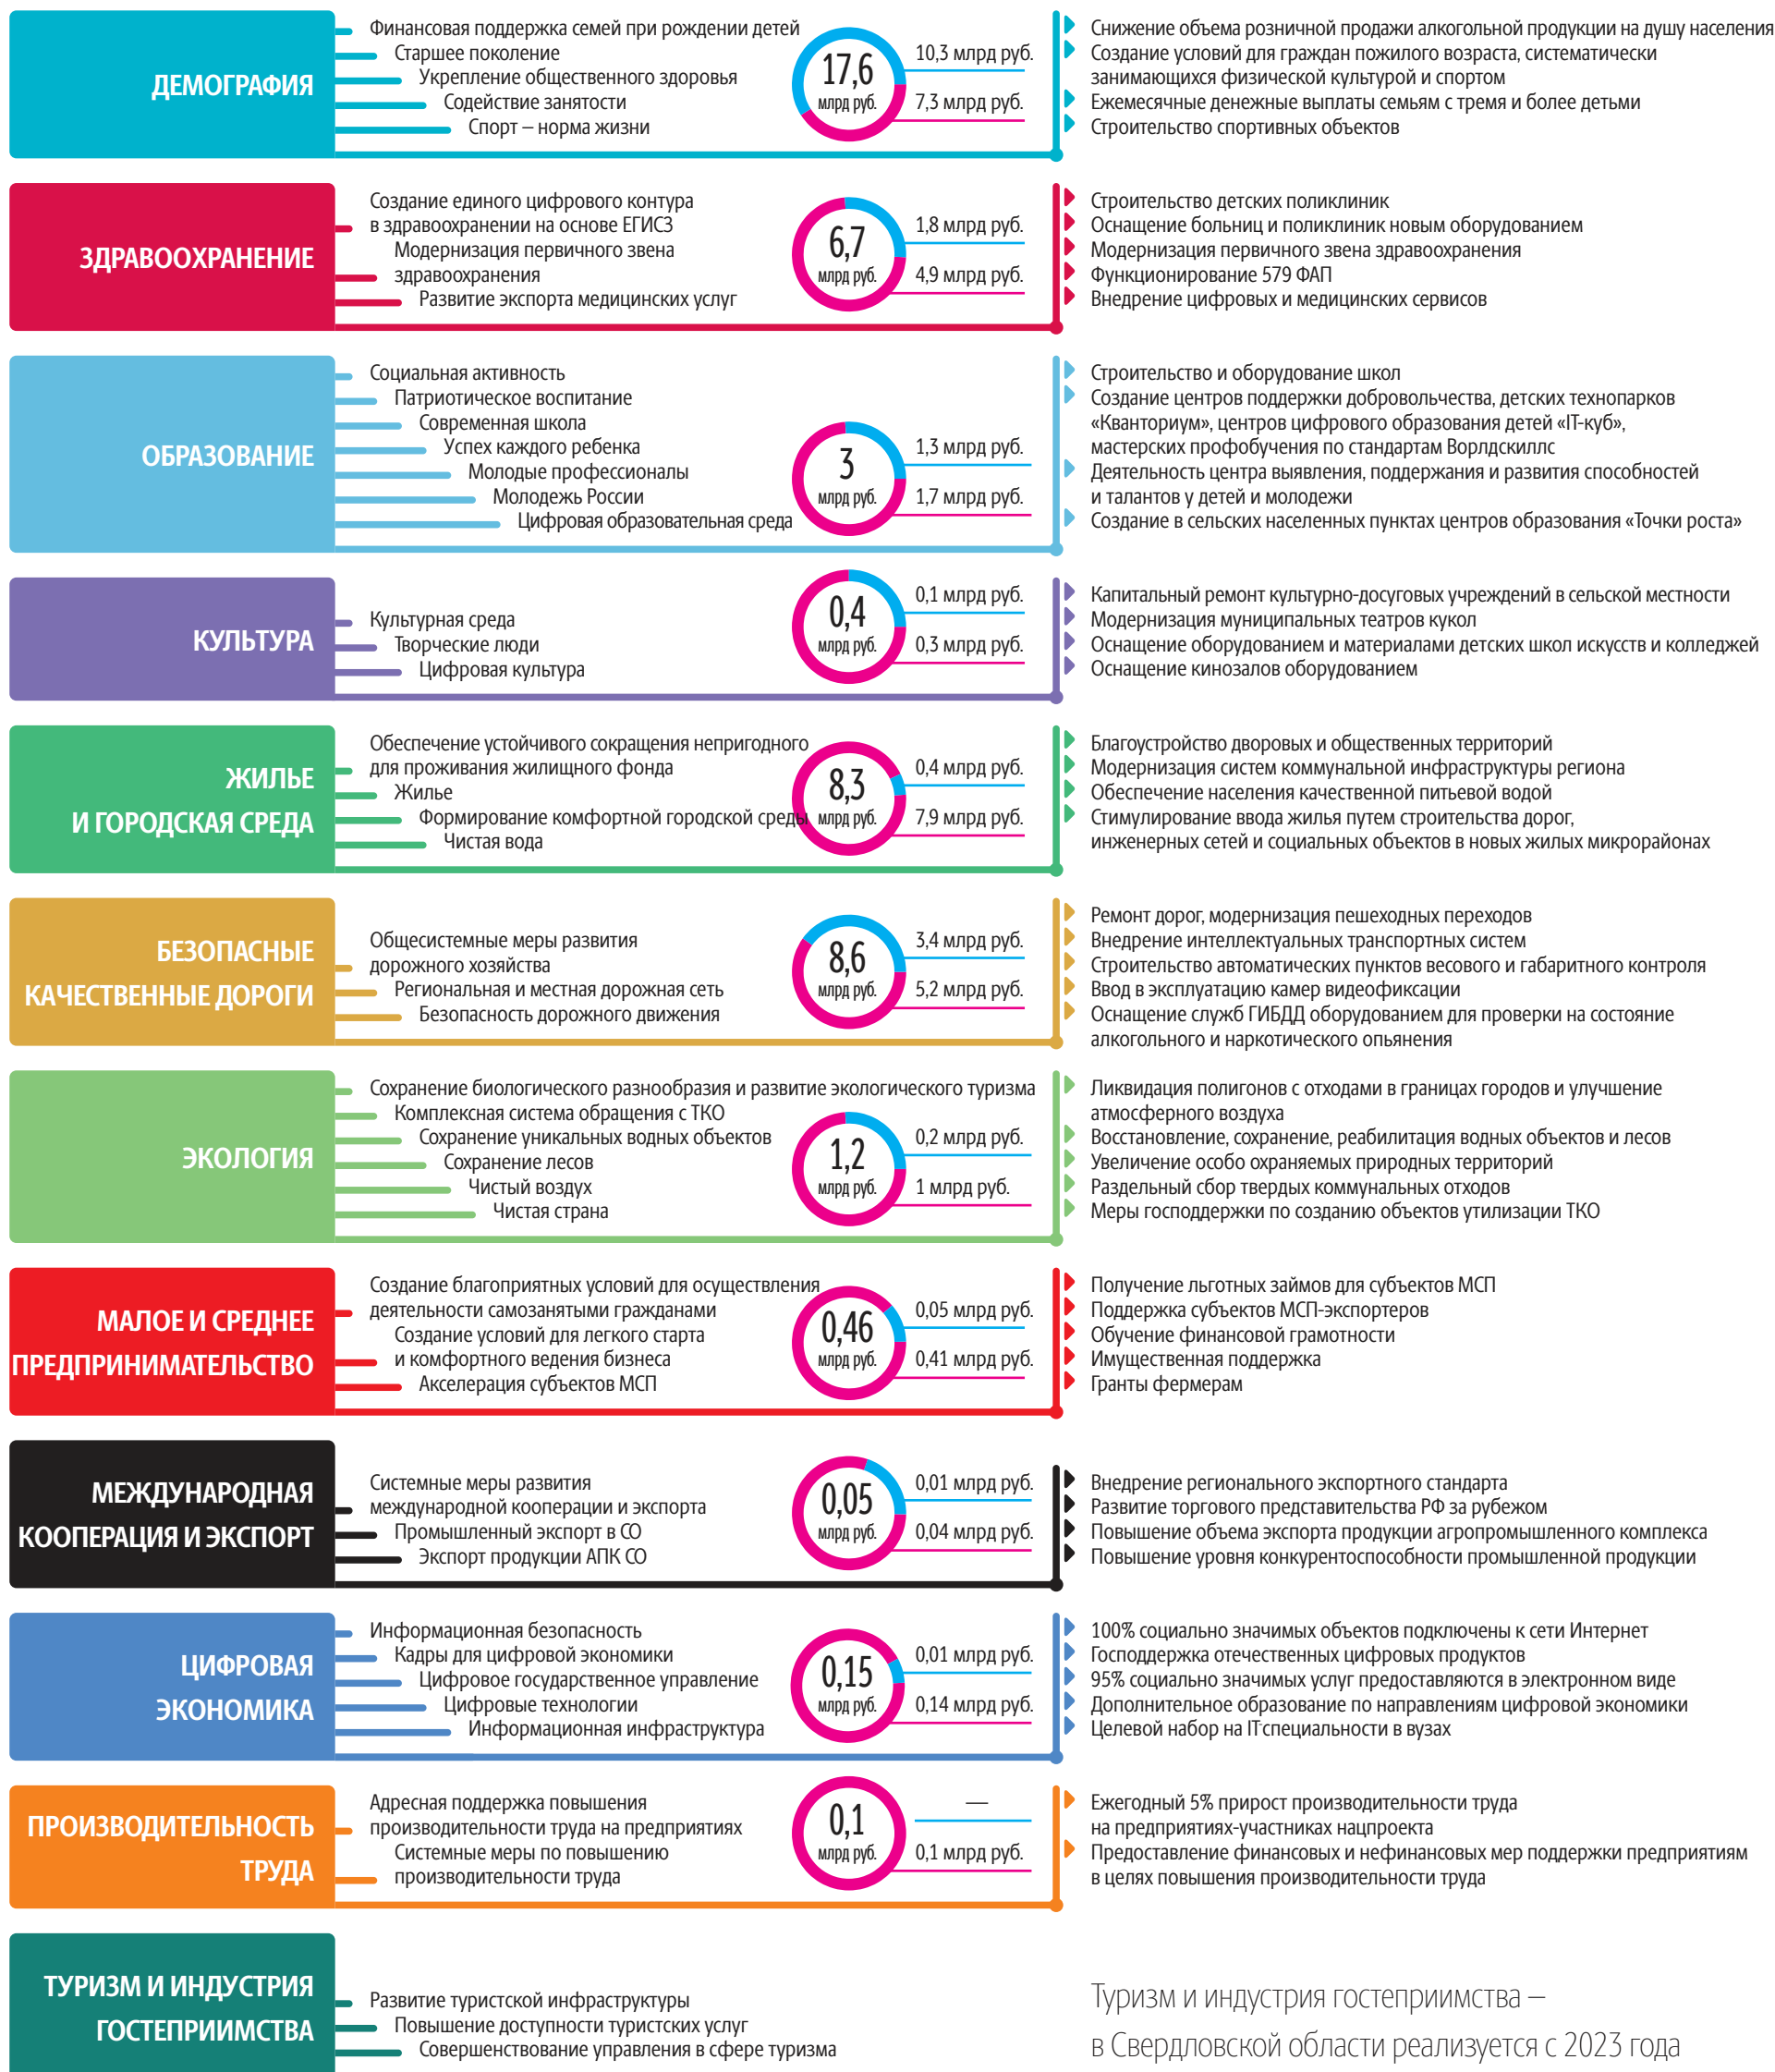 ДЕМОГРАФИЯ
Финансовая поддержка семей при рождении детей
Старшее поколение
Укрепление общественного здоровья
Содействие занятости
Спорт – норма жизни
17,6
млрд руб.
10,3 млрд руб.
7,3 млрд руб.
Снижение объема розничной продажи алкогольной продукции на душу населения
Создание условий для граждан пожилого возраста, систематически
занимающихся физической культурой и спортом
Ежемесячные денежные выплаты семьям с тремя и более детьми
Строительство спортивных объектов
ЗДРАВООХРАНЕНИЕ
Создание единого цифрового контура
в здравоохранении на основе ЕГИСЗ
Модернизация первичного звена
здравоохранения
Развитие экспорта медицинских услуг
6,7
млрд руб.
1,8 млрд руб.
4,9 млрд руб.
Строительство детских поликлиник
Оснащение больниц и поликлиник новым оборудованием
Модернизация первичного звена здравоохранения
Функционирование 579 ФАП
Внедрение цифровых и медицинских сервисов
ОБРАЗОВАНИЕ
Социальная активность
Патриотическое воспитание
Современная школа
Успех каждого ребенка
Молодые профессионалы
Молодежь России
Цифровая образовательная среда
3
млрд руб.
1,3 млрд руб.
1,7 млрд руб.
Строительство и оборудование школ
Создание центров поддержки добровольчества, детских технопарков
«Кванториум», центров цифрового образования детей «IT-куб»,
мастерских профобучения по стандартам Ворлдскиллс
Деятельность центра выявления, поддержания и развития способностей
и талантов у детей и молодежи
Создание в сельских населенных пунктах центров образования «Точки роста»
КУЛЬТУРА
Культурная среда
Творческие люди
Цифровая культура
0,4
млрд руб.
0,1 млрд руб.
0,3 млрд руб.
Капитальный ремонт культурно-досуговых учреждений в сельской местности
Модернизация муниципальных театров кукол
Оснащение оборудованием и материалами детских школ искусств и колледжей
Оснащение кинозалов оборудованием
ЖИЛЬЕ
И ГОРОДСКАЯ СРЕДА
Обеспечение устойчивого сокращения непригодного
для проживания жилищного фонда
Жилье
Формирование комфортной городской среды
Чистая вода
8,3
млрд руб.
0,4 млрд руб.
7,9 млрд руб.
Благоустройство дворовых и общественных территорий
Модернизация систем коммунальной инфраструктуры региона
Обеспечение населения качественной питьевой водой
Стимулирование ввода жилья путем строительства дорог,
инженерных сетей и социальных объектов в новых жилых микрорайонах
БЕЗОПАСНЫЕ
КАЧЕСТВЕННЫЕ ДОРОГИ
Общесистемные меры развития
дорожного хозяйства
Региональная и местная дорожная сеть
Безопасность дорожного движения
8,6
млрд руб.
3,4 млрд руб.
5,2 млрд руб.
Ремонт дорог, модернизация пешеходных переходов
Внедрение интеллектуальных транспортных систем
Строительство автоматических пунктов весового и габаритного контроля
Ввод в эксплуатацию камер видеофиксации
Оснащение служб ГИБДД оборудованием для проверки на состояние
алкогольного и наркотического опьянения
ЭКОЛОГИЯ
Сохранение биологического разнообразия и развитие экологического туризма
Комплексная система обращения с ТКО
Сохранение уникальных водных объектов
Сохранение лесов
Чистый воздух
Чистая страна
1,2
млрд руб.
0,2 млрд руб.
1 млрд руб.
Ликвидация полигонов с отходами в границах городов и улучшение
атмосферного воздуха
Восстановление, сохранение, реабилитация водных объектов и лесов
Увеличение особо охраняемых природных территорий
Раздельный сбор твердых коммунальных отходов
Меры господдержки по созданию объектов утилизации ТКО
МАЛОЕ И СРЕДНЕЕ
ПРЕДПРИНИМАТЕЛЬСТВО
Создание благоприятных условий для осуществления
деятельности самозанятыми гражданами
Создание условий для легкого старта
и комфортного ведения бизнеса
Акселерация субъектов МСП
0,46
млрд руб.
0,05 млрд руб.
0,41 млрд руб.
Получение льготных займов для субъектов МСП
Поддержка субъектов МСП-экспортеров
Обучение финансовой грамотности
Имущественная поддержка
Гранты фермерам
МЕЖДУНАРОДНАЯ
КООПЕРАЦИЯ И ЭКСПОРТ
Системные меры развития
международной кооперации и экспорта
Промышленный экспорт в СО
Экспорт продукции АПК СО
0,05
млрд руб.
0,01 млрд руб.
0,04 млрд руб.
Внедрение регионального экспортного стандарта
Развитие торгового представительства РФ за рубежом
Повышение объема экспорта продукции агропромышленного комплекса
Повышение уровня конкурентоспособности промышленной продукции
ЦИФРОВАЯ
ЭКОНОМИКА
Информационная безопасность
Кадры для цифровой экономики
Цифровое государственное управление
Цифровые технологии
Информационная инфраструктура
0,15
млрд руб.
0,01 млрд руб.
0,14 млрд руб.
100% социально значимых объектов подключены к сети Интернет
Господдержка отечественных цифровых продуктов
95% социально значимых услуг предоставляются в электронном виде
Дополнительное образование по направлениям цифровой экономики
Целевой набор на IT-специальности в вузах
ПРОИЗВОДИТЕЛЬНОСТЬ
ТРУДА
Адресная поддержка повышения
производительности труда на предприятиях
Системные меры по повышению
производительности труда
0,1
млрд руб.
—
0,1 млрд руб.
Ежегодный 5% прирост производительности труда
на предприятиях-участниках нацпроекта
Предоставление финансовых и нефинансовых мер поддержки предприятиям
в целях повышения производительности труда
ТУРИЗМ И ИНДУСТРИЯ
ГОСТЕПРИИМСТВА
Развитие туристской инфраструктуры
Повышение доступности туристских услуг
Совершенствование управления в сфере туризма
Туризм и индустрия гостеприимства –
в Свердловской области реализуется с 2023 года